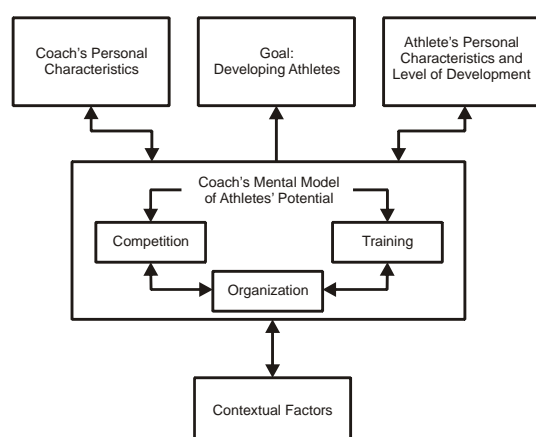 Coach’s Personal
Characteristics
Goal:
Developing Athletes
Athlete’s Personal
Characteristics and
Level of Development
Coach’s Mental Model
of Athletes’ Potential
Competition
Training
Organization
Contextual Factors